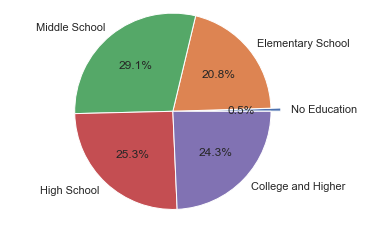 Middle School
Elementary School
29.1%
20.8%
0.5%
No Education
25.3%
24.3%
High School
College and Higher